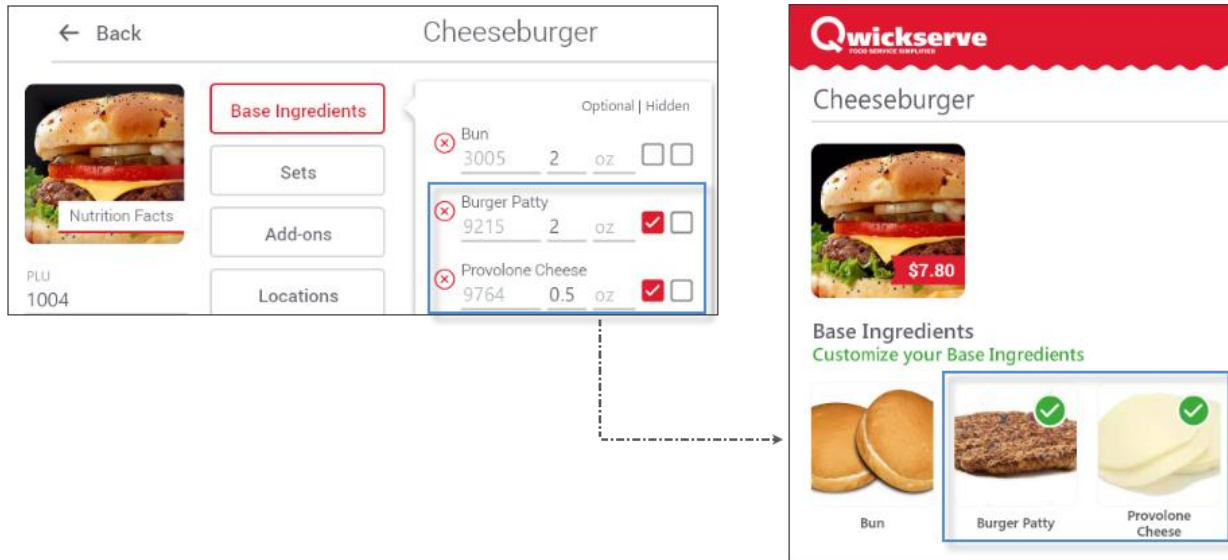 ← Back
Cheeseburger
Nutrition Facts
PLU
1004
Base Ingredients
Sets
Add-ons
Locations
Optional | Hidden
Bun
3005 2 oz
Burger Patty
9215 2 oz
Provolone Cheese
9764 0.5 oz
Qwickserve
FOOD SERVICE SIMPLIFIED
Cheeseburger
$7.80
Base Ingredients
Customize your Base Ingredients
Bun
Burger Patty
Provolone
Cheese